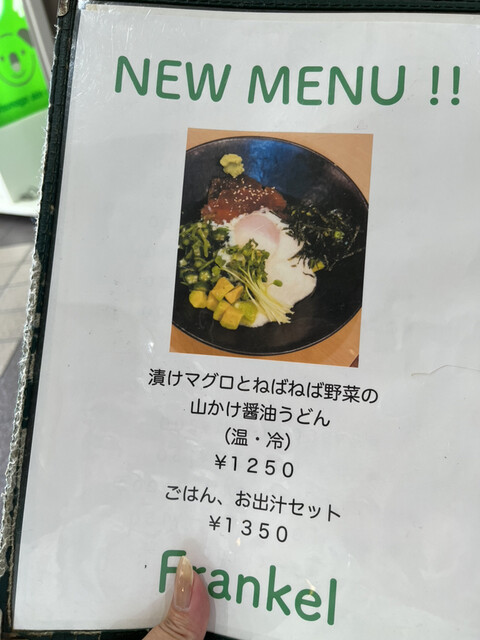 NEW MENU !!
漬けマグロとねばねば野菜の
山かけ醤油うどん
（温・冷）
¥1250
ごはん、お出汁セット
¥1350
Frankel